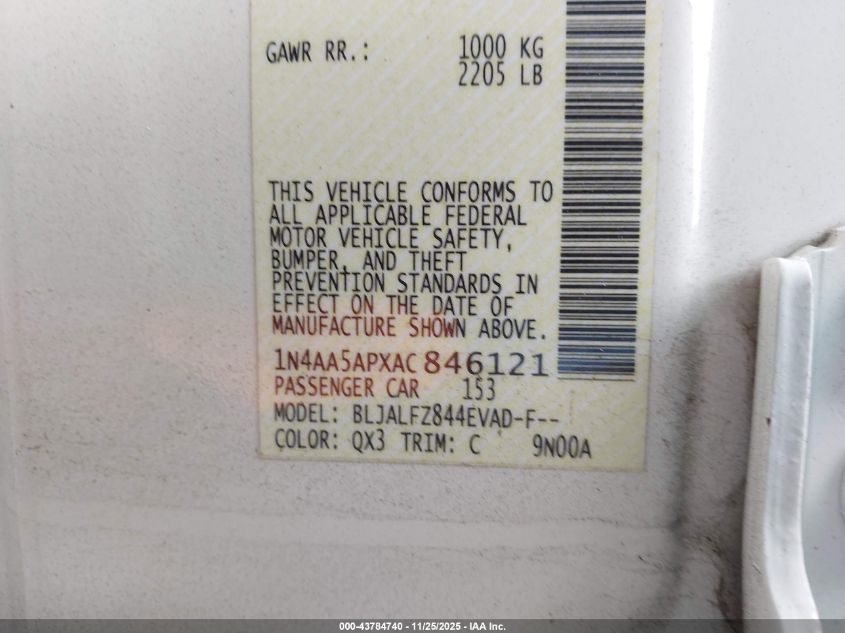 GAWR RR.: 1000 KG
2205 LB
THIS VEHICLE CONFORMS TO
ALL APPLICABLE FEDERAL
MOTOR VEHICLE SAFETY,
BUMPER, AND THEFT
PREVENTION STANDARDS IN
EFFECT ON THE DATE OF
MANUFACTURE SHOWN ABOVE.
1N4AA5APXAC846121
PASSENGER CAR 153
MODEL: BLJALFZ844EVAD-F--
COLOR: QX3 TRIM: C 9N00A
000-43784740 - 11/25/2025 - IAA Inc.